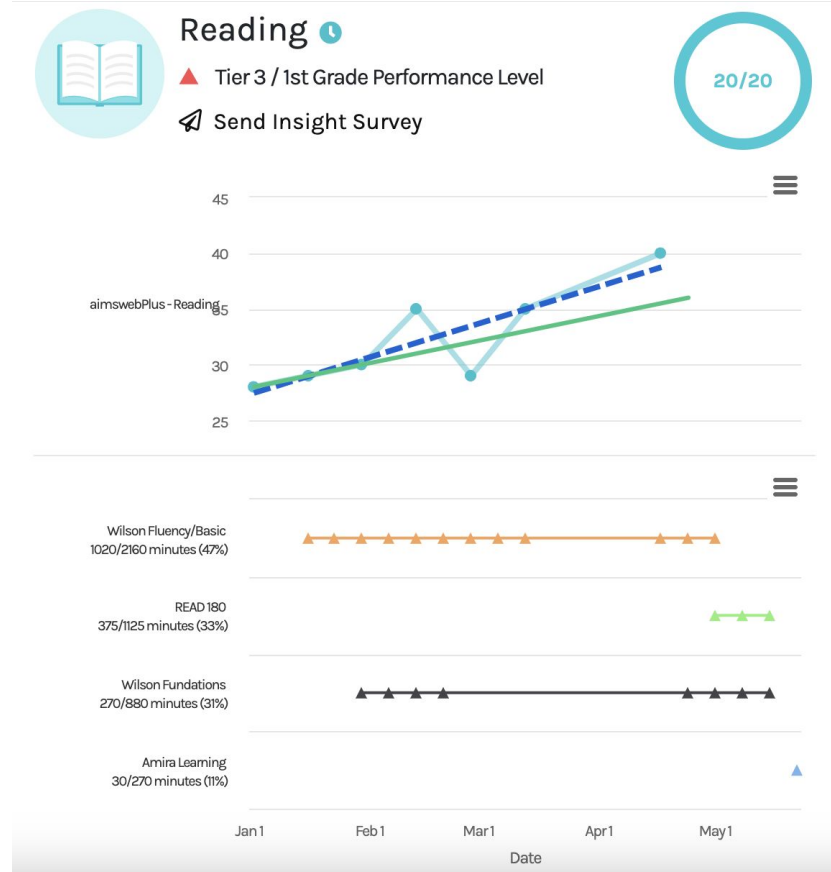 Reading
Tier 3 / 1st Grade Performance Level
20/20
Send Insight Survey
45
40
aimswebPlus - Reading
35
30
25
Wilson Fluency/Basic
1020/2160 minutes (47%)
READ 180
375/1125 minutes (33%)
Wilson Fundations
270/880 minutes (31%)
Amira Learning
30/270 minutes (11%)
Jan 1 Feb 1 Mar 1 Apr 1 May 1
Date